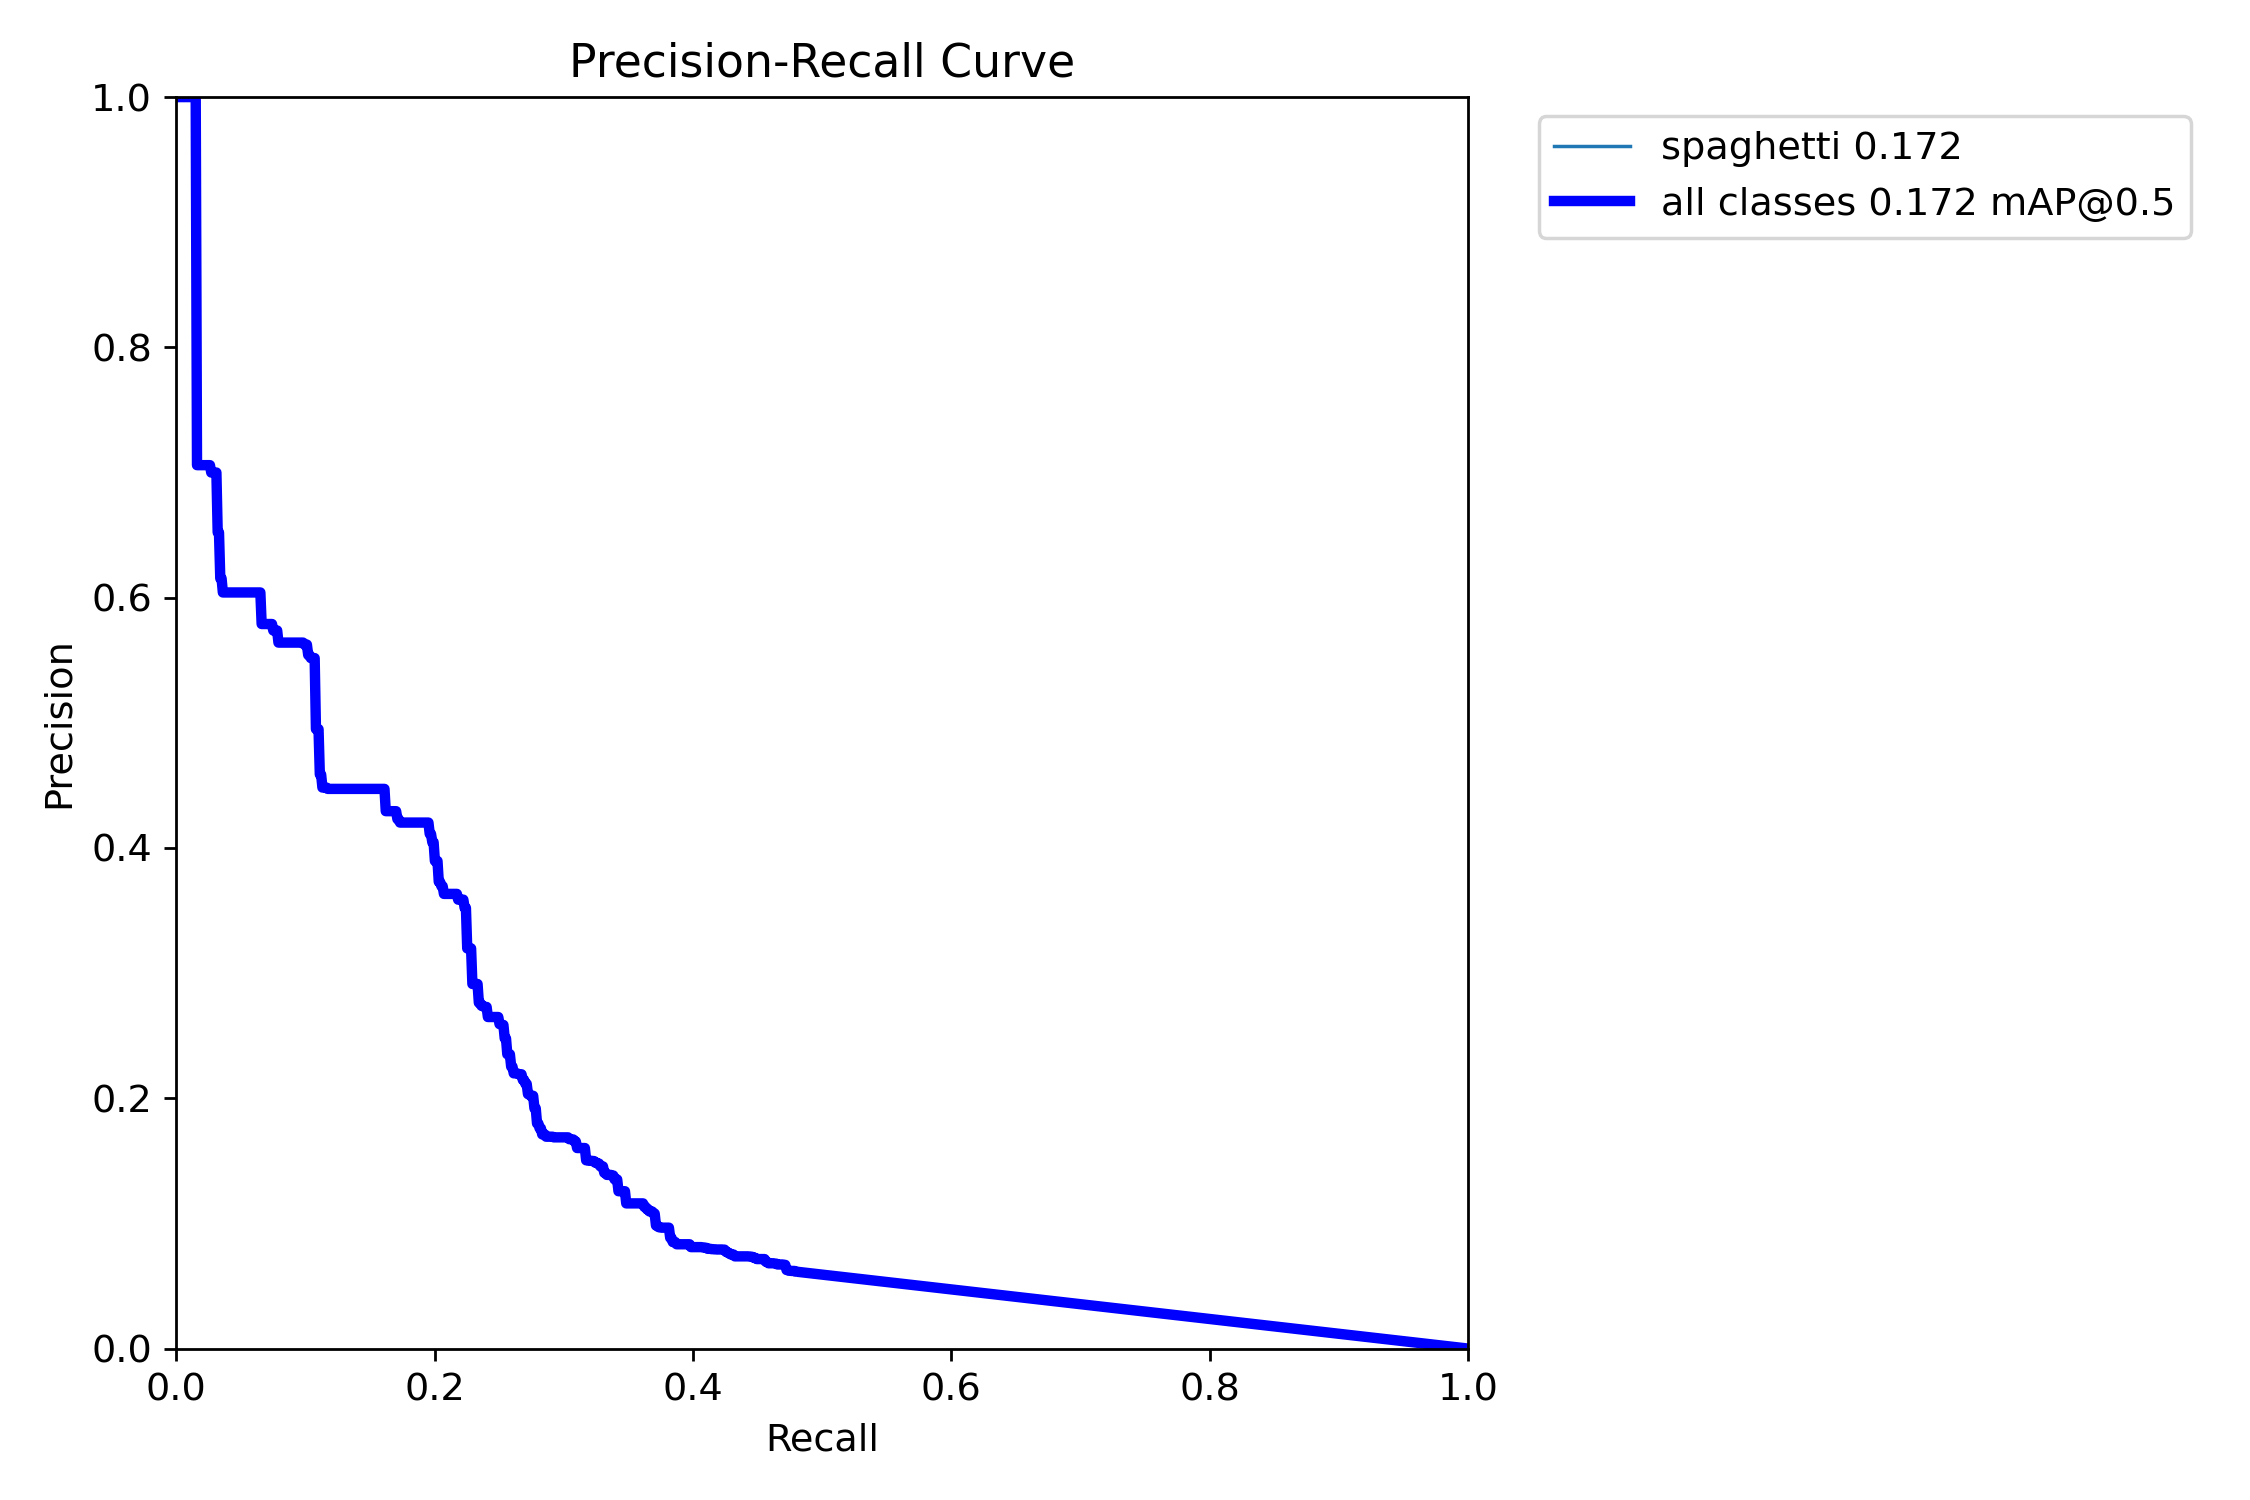 Precision-Recall Curve
1.0
0.8
0.6
0.4
0.2
0.0
Precision
0.0 0.2 0.4 0.6 0.8 1.0
Recall
spaghetti 0.172
all classes 0.172 mAP@0.5